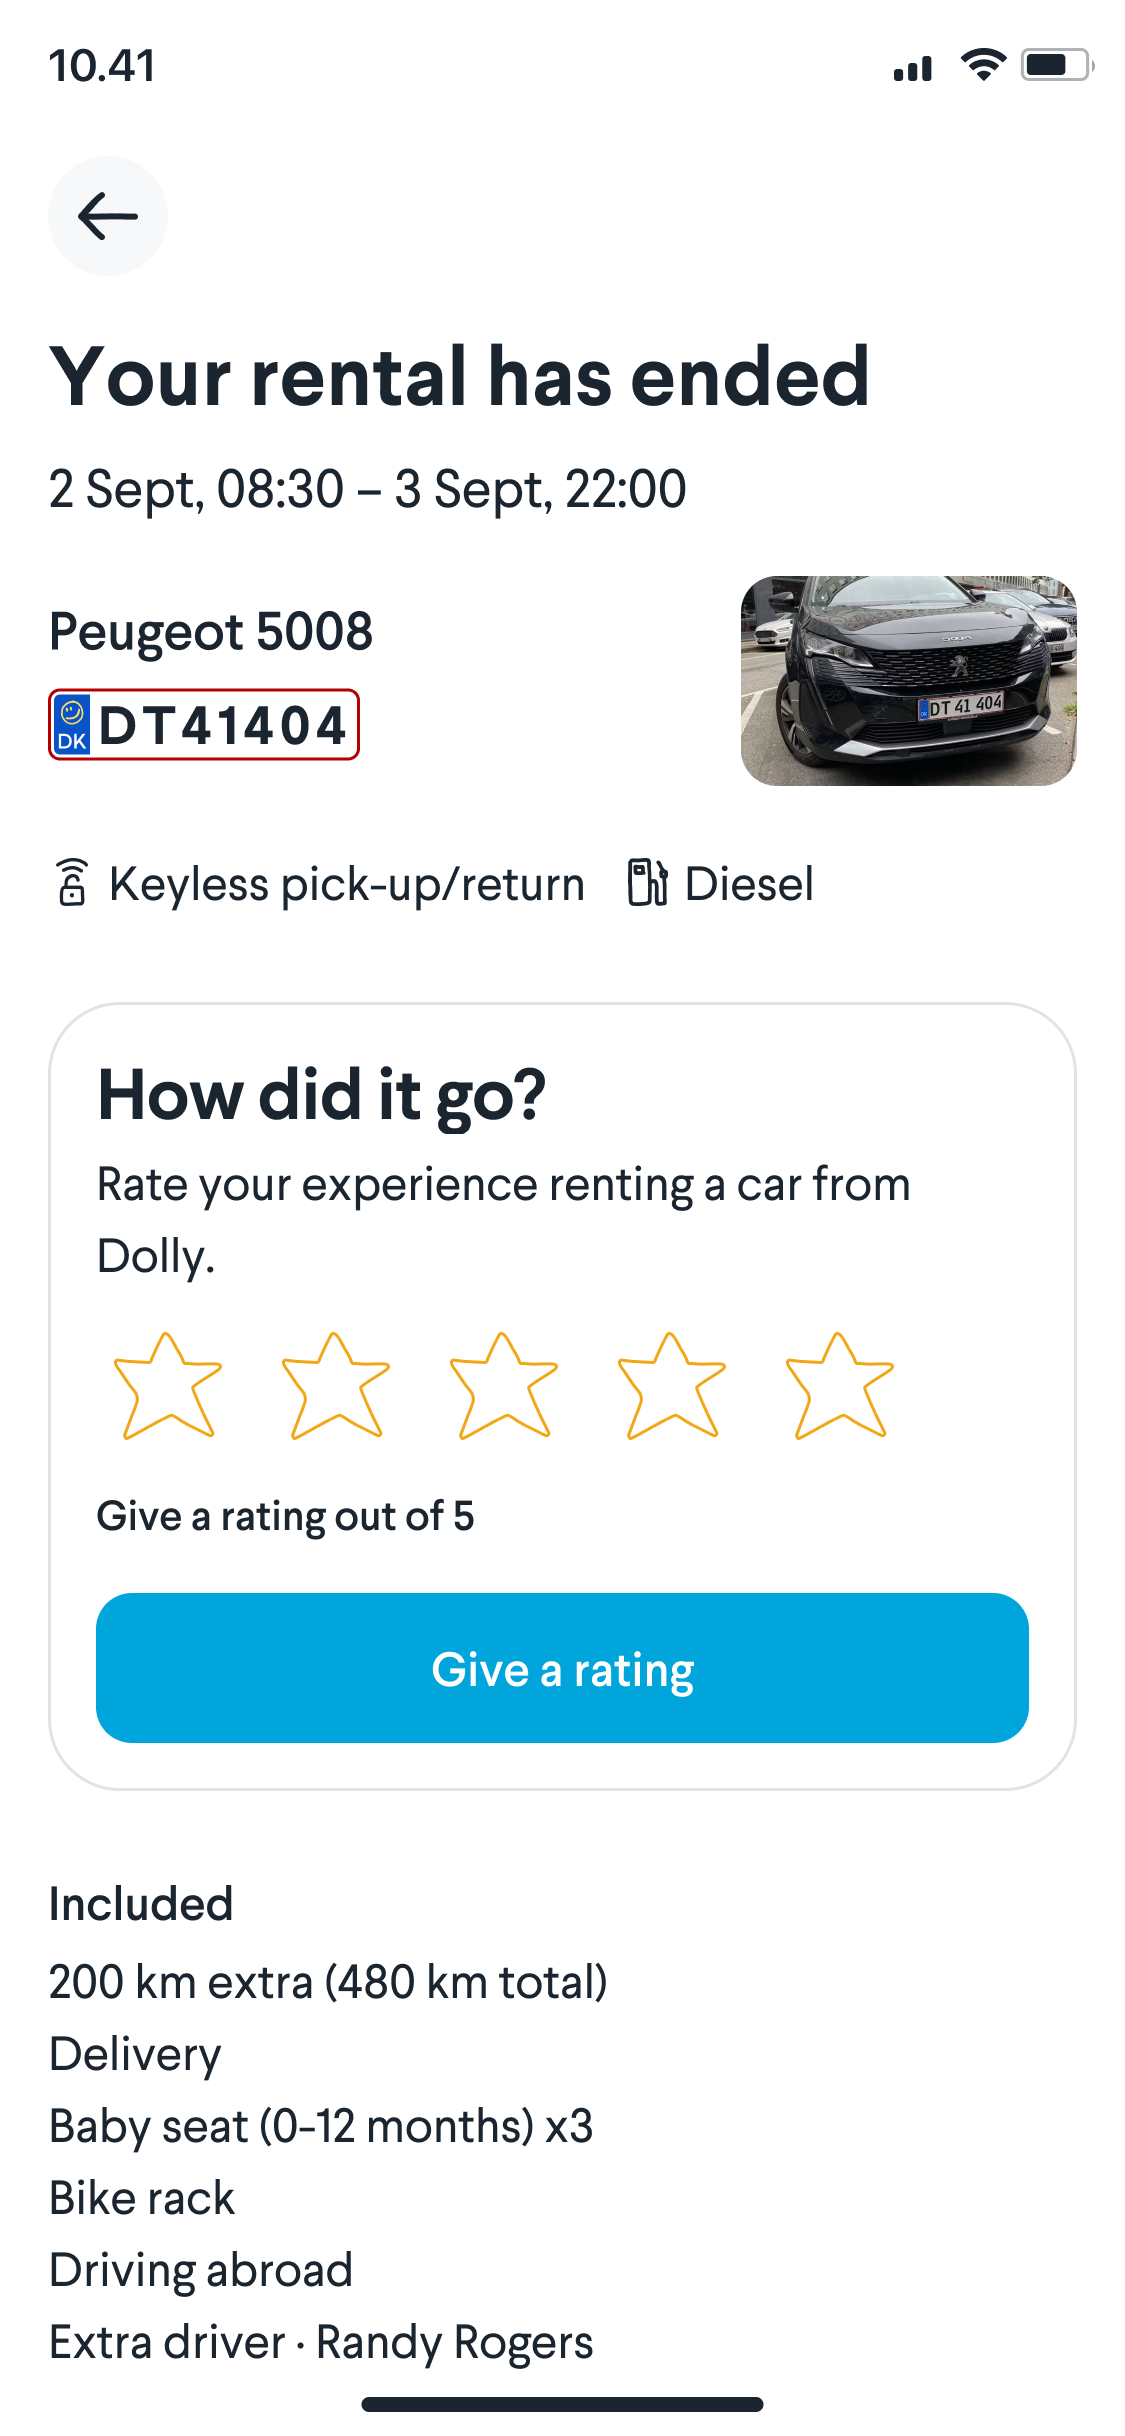 10.41
Your rental has ended
2 Sept, 08:30 – 3 Sept, 22:00
Peugeot 5008
DK
DT41404
DT 41 404
Keyless pick-up/return
Diesel
How did it go?
Rate your experience renting a car from
Dolly.
Give a rating out of 5
Give a rating
Included
200 km extra (480 km total)
Delivery
Baby seat (0-12 months) x3
Bike rack
Driving abroad
Extra driver · Randy Rogers